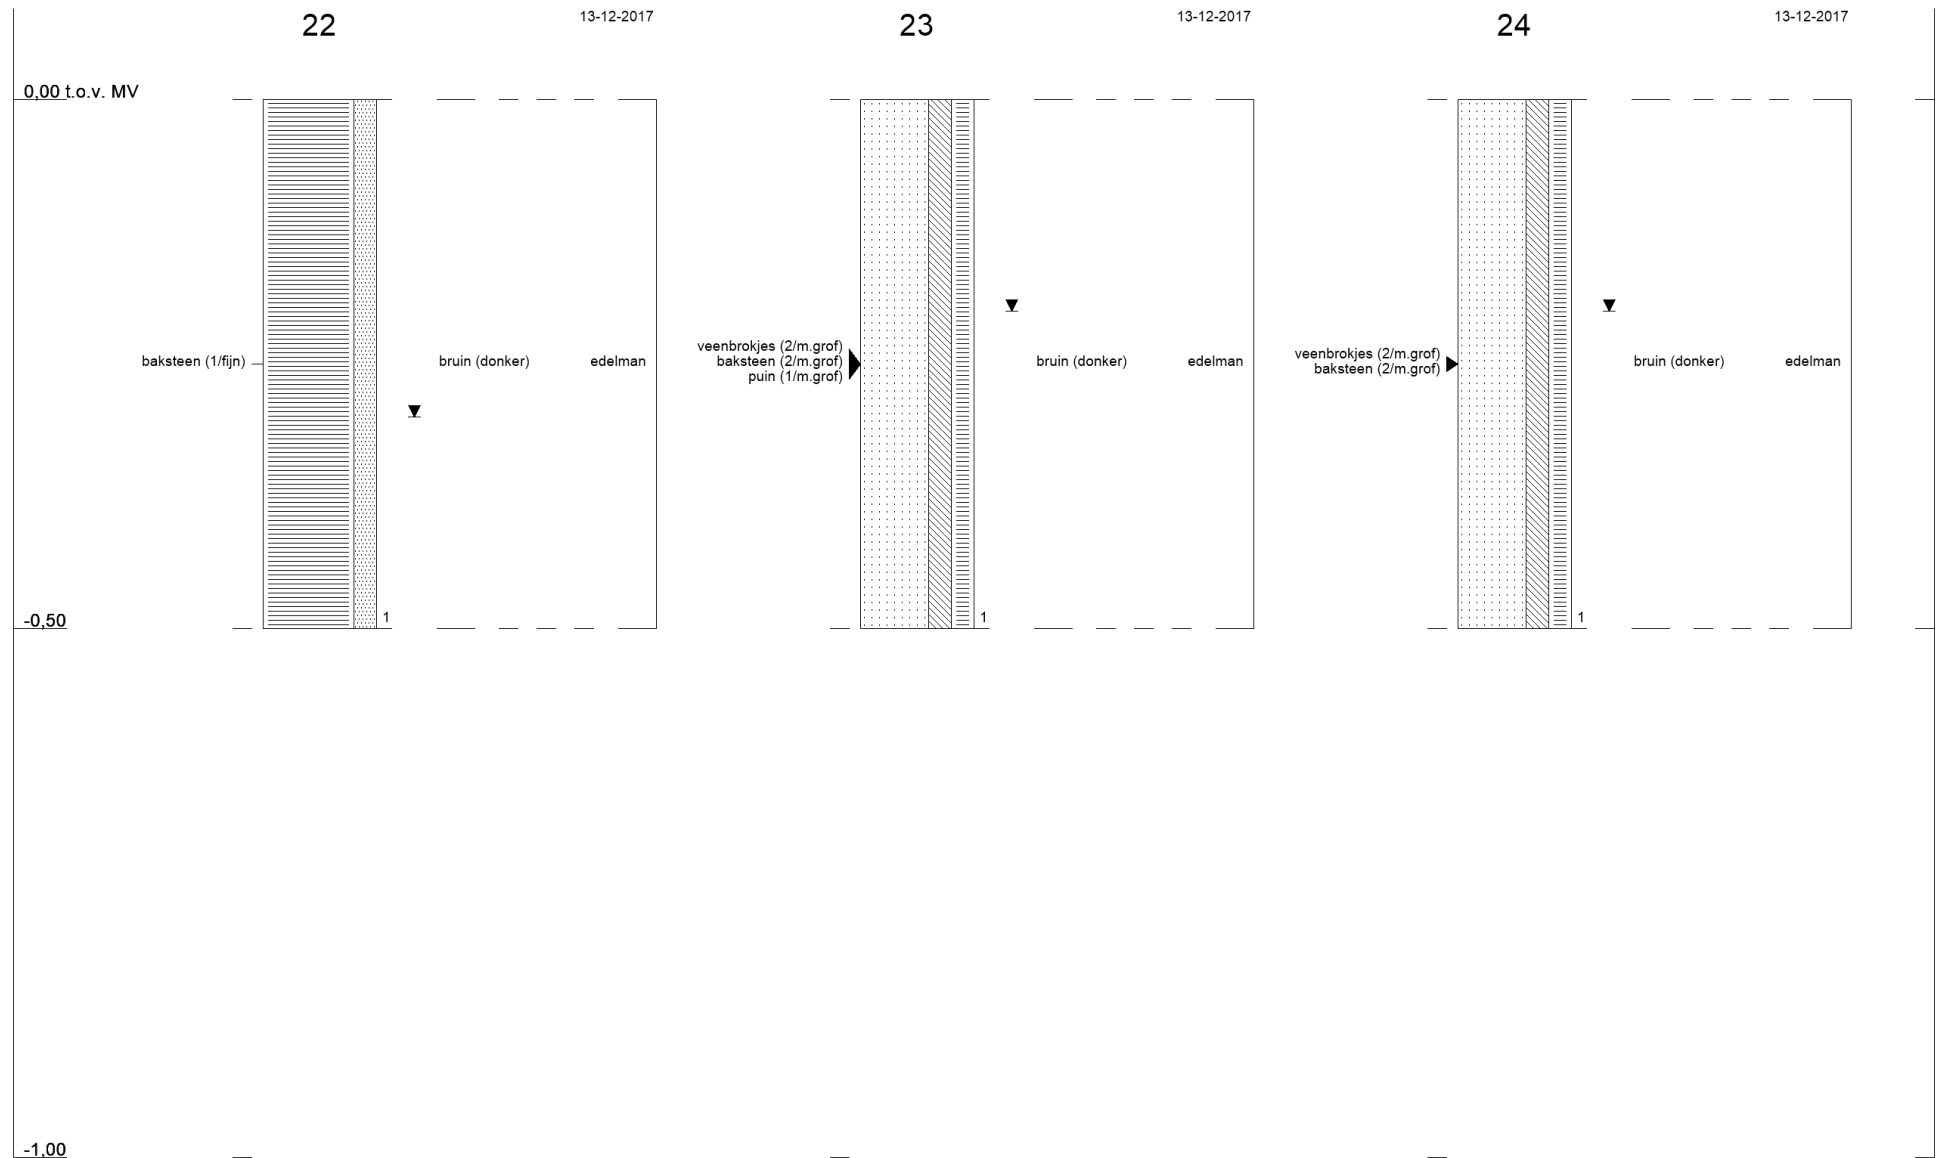 22
13-12-2017
23
13-12-2017
24
13-12-2017
0,00 t.o.v. MV
baksteen (1/fijn)
bruin (donker)
edelman
1
veenbrokjes (2/m.grof)
baksteen (2/m.grof)
puin (1/m.grof)
bruin (donker)
edelman
1
veenbrokjes (2/m.grof)
baksteen (2/m.grof)
bruin (donker)
edelman
1
-0,50
-1,00